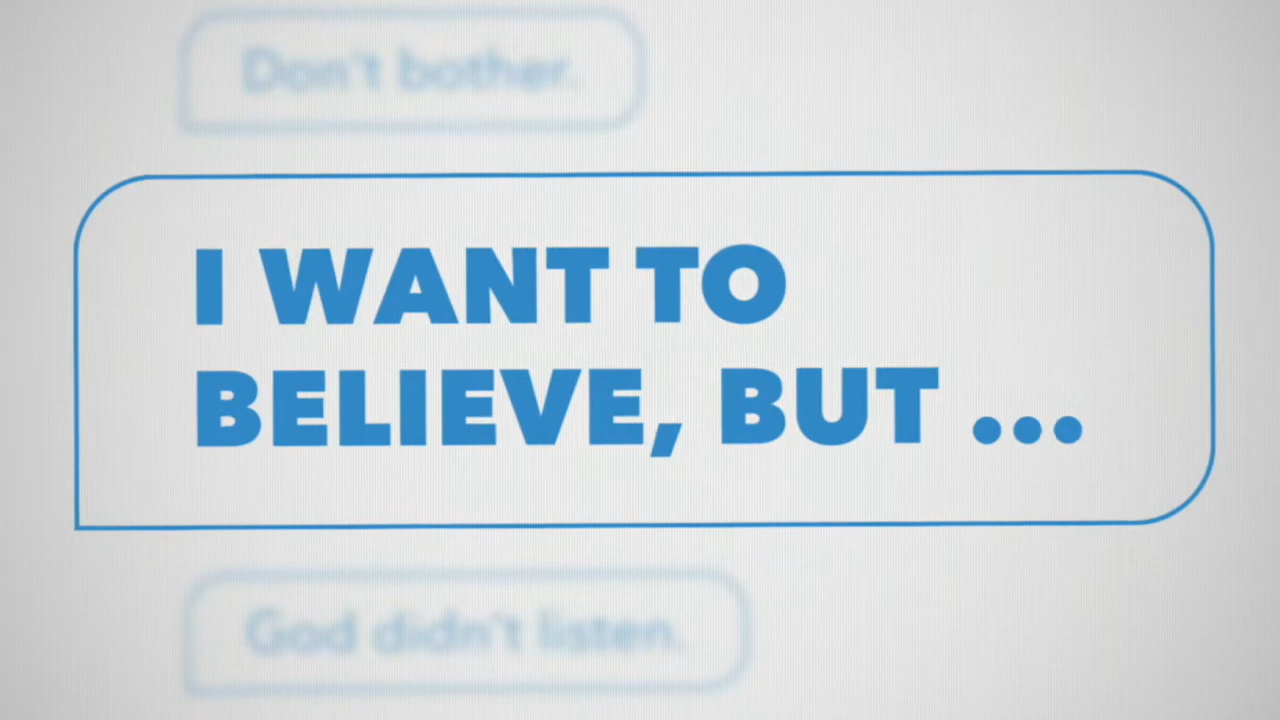 Don't bother.
I WANT TO
BELIEVE, BUT ...
God didn't listen.